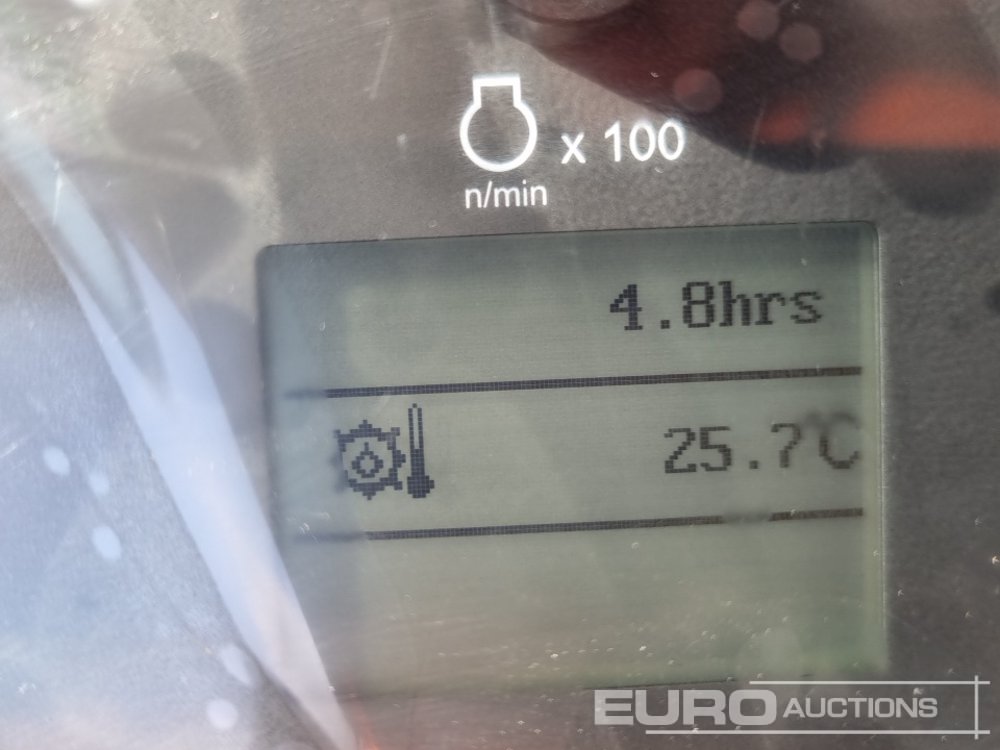 x 100
n/min
4.8hrs
25.7°C
EURO AUCTIONS